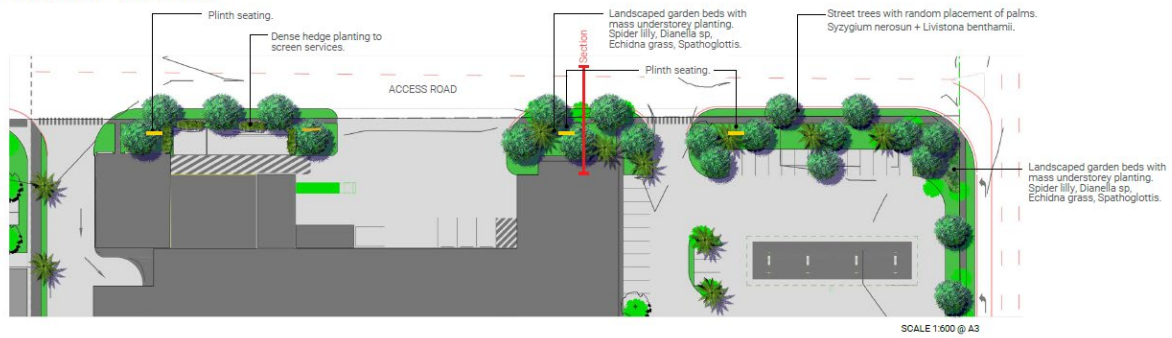 Plinth seating.
Dense hedge planting to
screen services.
Landscaped garden beds with
mass understorey planting.
Spider lilly, Dianella sp,
Echidna grass, Spathoglottis.
Section
Plinth seating.
Street trees with random placement of palms.
Syzygium nerosun + Livistona benthamii.
ACCESS ROAD
Landscaped garden beds with
mass understorey planting.
Spider lilly, Dianella sp,
Echidna grass, Spathoglottis.
SCALE 1:600 @ A3